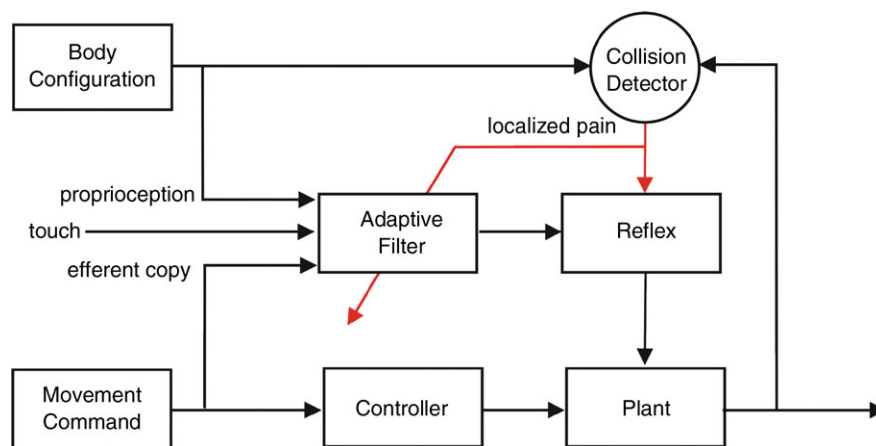 Body
Configuration
Collision
Detector
localized pain
proprioception
touch
efferent copy
Adaptive
Filter
Reflex
Movement
Command
Controller
Plant